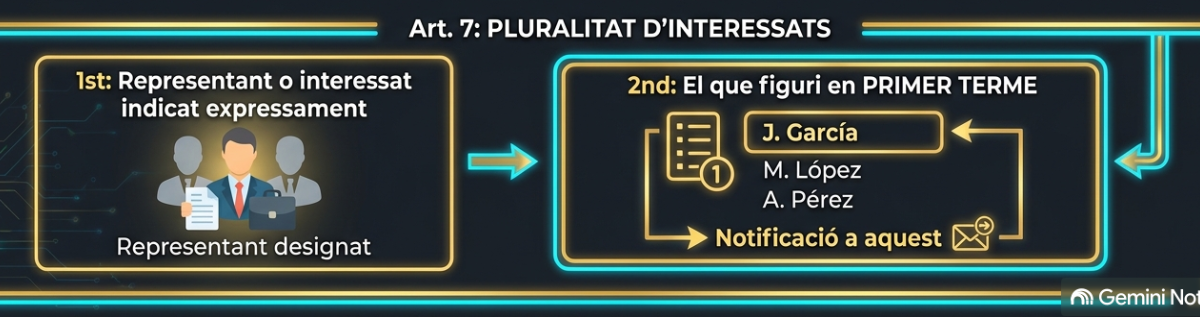 Art. 7: PLURALITAT D'INTERESSATS
1st: Representant o interessat
indicat expressament
Representant designat
2nd: El que figuri en PRIMER TERME
1
J. García
M. López
A. Pérez
Notificació a aquest
Gemini